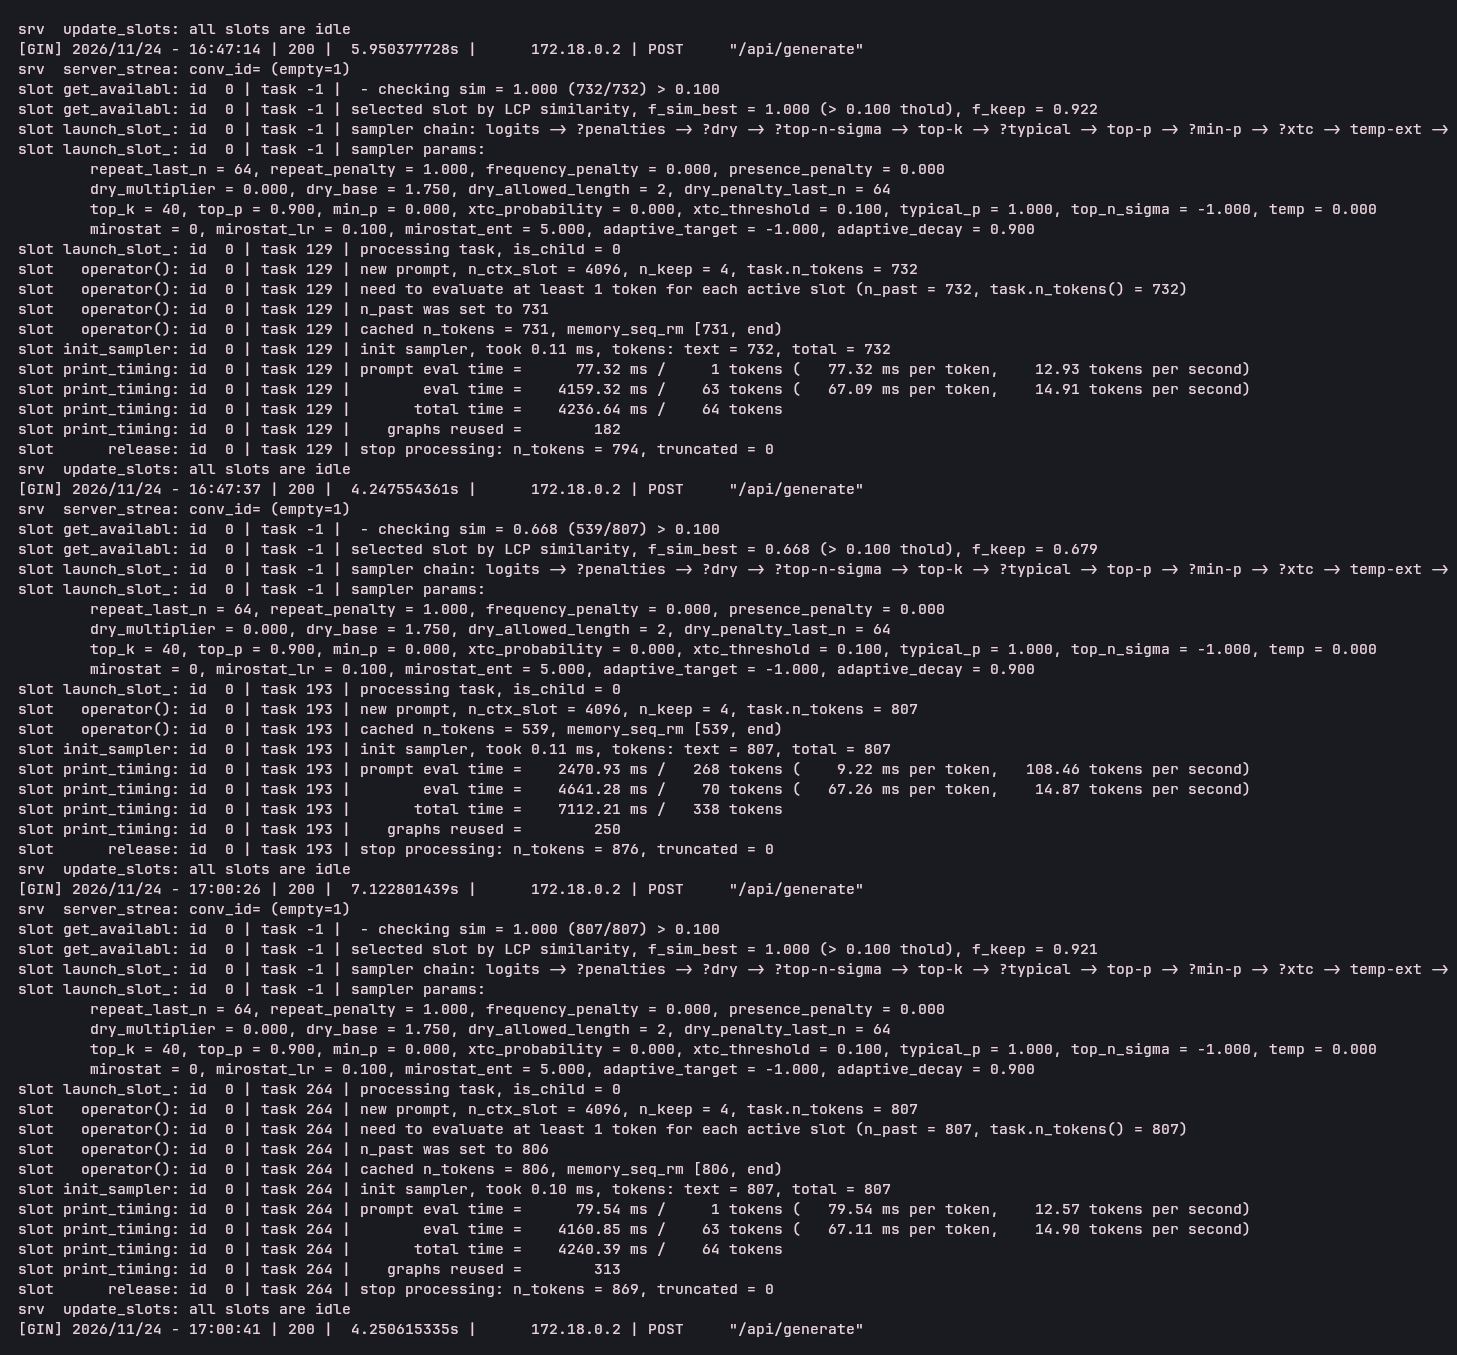 srv  update_slots: all slots are idle
[GIN] 2026/11/24 - 16:47:14 | 200 |  5.950377728s |      172.18.0.2 | POST     "/api/generate"
srv  server_strea: conv_id= (empty=1)
slot get_availabl: id  0 | task -1 |  - checking sim = 1.000 (732/732) > 0.100
slot get_availabl: id  0 | task -1 | selected slot by LCP similarity, f_sim_best = 1.000 (> 0.100 thold), f_keep = 0.922
slot launch_slot_: id  0 | task -1 | sampler chain: logits -> ?penalties -> ?dry -> ?top-n-sigma -> top-k -> ?typical -> top-p -> ?min-p -> ?xtc -> temp-ext ->
slot launch_slot_: id  0 | task -1 | sampler params:
        repeat_last_n = 64, repeat_penalty = 1.000, frequency_penalty = 0.000, presence_penalty = 0.000
        dry_multiplier = 0.000, dry_base = 1.750, dry_allowed_length = 2, dry_penalty_last_n = 64
        top_k = 40, top_p = 0.900, min_p = 0.000, xtc_probability = 0.000, xtc_threshold = 0.100, typical_p = 1.000, top_n_sigma = -1.000, temp = 0.000
        mirostat = 0, mirostat_lr = 0.100, mirostat_ent = 5.000, adaptive_target = -1.000, adaptive_decay = 0.900
slot launch_slot_: id  0 | task 129 | processing task, is_child = 0
slot   operator(): id  0 | task 129 | new prompt, n_ctx_slot = 4096, n_keep = 4, task.n_tokens = 732
slot   operator(): id  0 | task 129 | need to evaluate at least 1 token for each active slot (n_past = 732, task.n_tokens() = 732)
slot   operator(): id  0 | task 129 | n_past was set to 731
slot   operator(): id  0 | task 129 | cached n_tokens = 731, memory_seq_rm [731, end)
slot init_sampler: id  0 | task 129 | init sampler, took 0.11 ms, tokens: text = 732, total = 732
slot print_timing: id  0 | task 129 | prompt eval time =      77.32 ms /     1 tokens (   77.32 ms per token,    12.93 tokens per second)
slot print_timing: id  0 | task 129 |        eval time =    4159.32 ms /    63 tokens (   67.09 ms per token,    14.91 tokens per second)
slot print_timing: id  0 | task 129 |       total time =    4236.64 ms /    64 tokens
slot print_timing: id  0 | task 129 |    graphs reused =        182
slot      release: id  0 | task 129 | stop processing: n_tokens = 794, truncated = 0
srv  update_slots: all slots are idle
[GIN] 2026/11/24 - 16:47:37 | 200 |  4.247554361s |      172.18.0.2 | POST     "/api/generate"
srv  server_strea: conv_id= (empty=1)
slot get_availabl: id  0 | task -1 |  - checking sim = 0.668 (539/807) > 0.100
slot get_availabl: id  0 | task -1 | selected slot by LCP similarity, f_sim_best = 0.668 (> 0.100 thold), f_keep = 0.679
slot launch_slot_: id  0 | task -1 | sampler chain: logits -> ?penalties -> ?dry -> ?top-n-sigma -> top-k -> ?typical -> top-p -> ?min-p -> ?xtc -> temp-ext ->
slot launch_slot_: id  0 | task -1 | sampler params:
        repeat_last_n = 64, repeat_penalty = 1.000, frequency_penalty = 0.000, presence_penalty = 0.000
        dry_multiplier = 0.000, dry_base = 1.750, dry_allowed_length = 2, dry_penalty_last_n = 64
        top_k = 40, top_p = 0.900, min_p = 0.000, xtc_probability = 0.000, xtc_threshold = 0.100, typical_p = 1.000, top_n_sigma = -1.000, temp = 0.000
        mirostat = 0, mirostat_lr = 0.100, mirostat_ent = 5.000, adaptive_target = -1.000, adaptive_decay = 0.900
slot launch_slot_: id  0 | task 193 | processing task, is_child = 0
slot   operator(): id  0 | task 193 | new prompt, n_ctx_slot = 4096, n_keep = 4, task.n_tokens = 807
slot   operator(): id  0 | task 193 | cached n_tokens = 539, memory_seq_rm [539, end)
slot init_sampler: id  0 | task 193 | init sampler, took 0.11 ms, tokens: text = 807, total = 807
slot print_timing: id  0 | task 193 | prompt eval time =    2470.93 ms /   268 tokens (    9.22 ms per token,   108.46 tokens per second)
slot print_timing: id  0 | task 193 |        eval time =    4641.28 ms /    70 tokens (   67.26 ms per token,    14.87 tokens per second)
slot print_timing: id  0 | task 193 |       total time =    7112.21 ms /   338 tokens
slot print_timing: id  0 | task 193 |    graphs reused =        250
slot      release: id  0 | task 193 | stop processing: n_tokens = 876, truncated = 0
srv  update_slots: all slots are idle
[GIN] 2026/11/24 - 17:00:26 | 200 |  7.122801439s |      172.18.0.2 | POST     "/api/generate"
srv  server_strea: conv_id= (empty=1)
slot get_availabl: id  0 | task -1 |  - checking sim = 1.000 (807/807) > 0.100
slot get_availabl: id  0 | task -1 | selected slot by LCP similarity, f_sim_best = 1.000 (> 0.100 thold), f_keep = 0.921
slot launch_slot_: id  0 | task -1 | sampler chain: logits -> ?penalties -> ?dry -> ?top-n-sigma -> top-k -> ?typical -> top-p -> ?min-p -> ?xtc -> temp-ext ->
slot launch_slot_: id  0 | task -1 | sampler params:
        repeat_last_n = 64, repeat_penalty = 1.000, frequency_penalty = 0.000, presence_penalty = 0.000
        dry_multiplier = 0.000, dry_base = 1.750, dry_allowed_length = 2, dry_penalty_last_n = 64
        top_k = 40, top_p = 0.900, min_p = 0.000, xtc_probability = 0.000, xtc_threshold = 0.100, typical_p = 1.000, top_n_sigma = -1.000, temp = 0.000
        mirostat = 0, mirostat_lr = 0.100, mirostat_ent = 5.000, adaptive_target = -1.000, adaptive_decay = 0.900
slot launch_slot_: id  0 | task 264 | processing task, is_child = 0
slot   operator(): id  0 | task 264 | new prompt, n_ctx_slot = 4096, n_keep = 4, task.n_tokens = 807
slot   operator(): id  0 | task 264 | need to evaluate at least 1 token for each active slot (n_past = 807, task.n_tokens() = 807)
slot   operator(): id  0 | task 264 | n_past was set to 806
slot   operator(): id  0 | task 264 | cached n_tokens = 806, memory_seq_rm [806, end)
slot init_sampler: id  0 | task 264 | init sampler, took 0.10 ms, tokens: text = 807, total = 807
slot print_timing: id  0 | task 264 | prompt eval time =      79.54 ms /     1 tokens (   79.54 ms per token,    12.57 tokens per second)
slot print_timing: id  0 | task 264 |        eval time =    4160.85 ms /    63 tokens (   67.11 ms per token,    14.90 tokens per second)
slot print_timing: id  0 | task 264 |       total time =    4240.39 ms /    64 tokens
slot print_timing: id  0 | task 264 |    graphs reused =        313
slot      release: id  0 | task 264 | stop processing: n_tokens = 869, truncated = 0
srv  update_slots: all slots are idle
[GIN] 2026/11/24 - 17:00:41 | 200 |  4.250615335s |      172.18.0.2 | POST     "/api/generate"